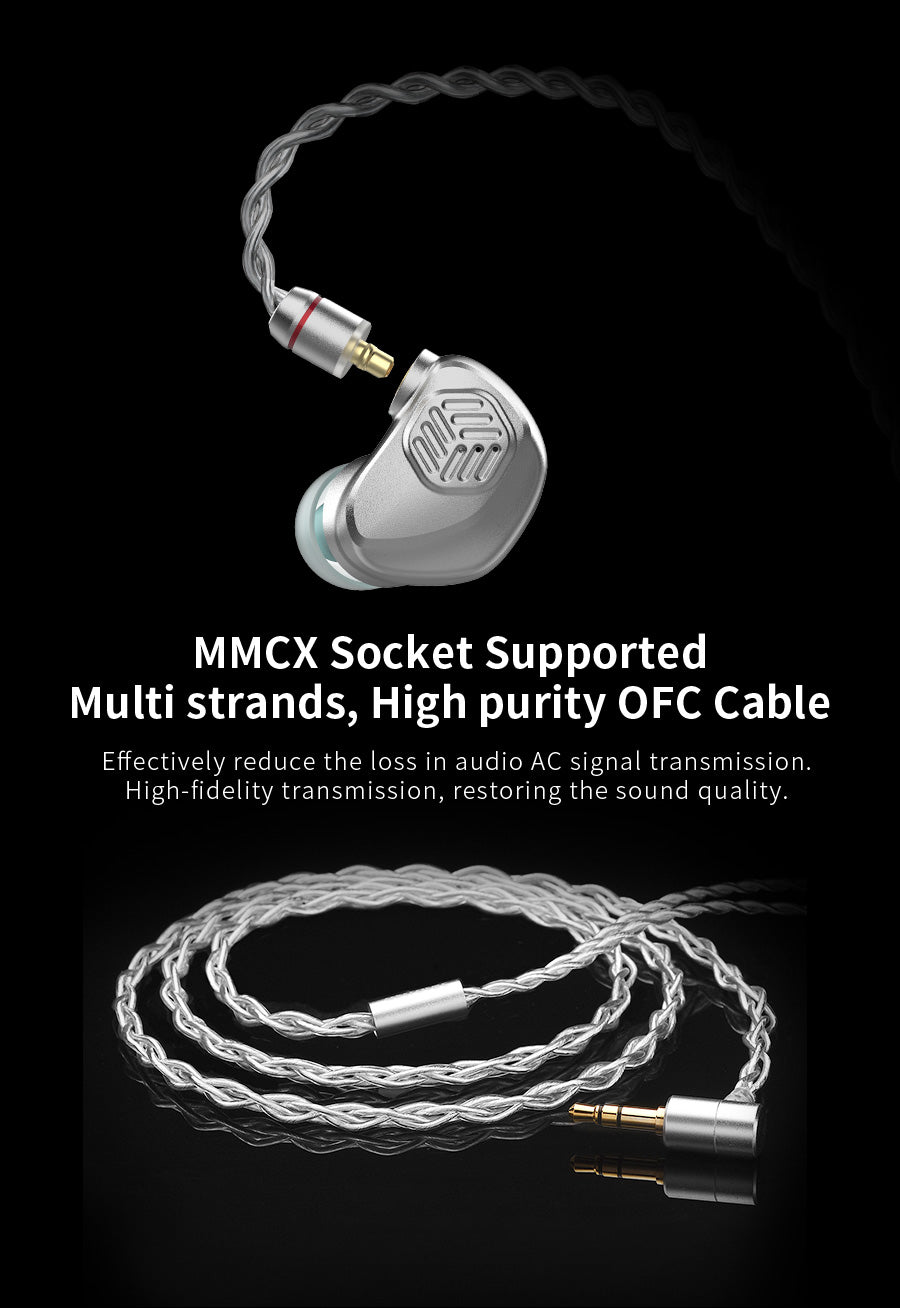 MMCX Socket Supported
Multi strands, High purity OFC Cable
Effectively reduce the loss in audio AC signal transmission.
High-fidelity transmission, restoring the sound quality.